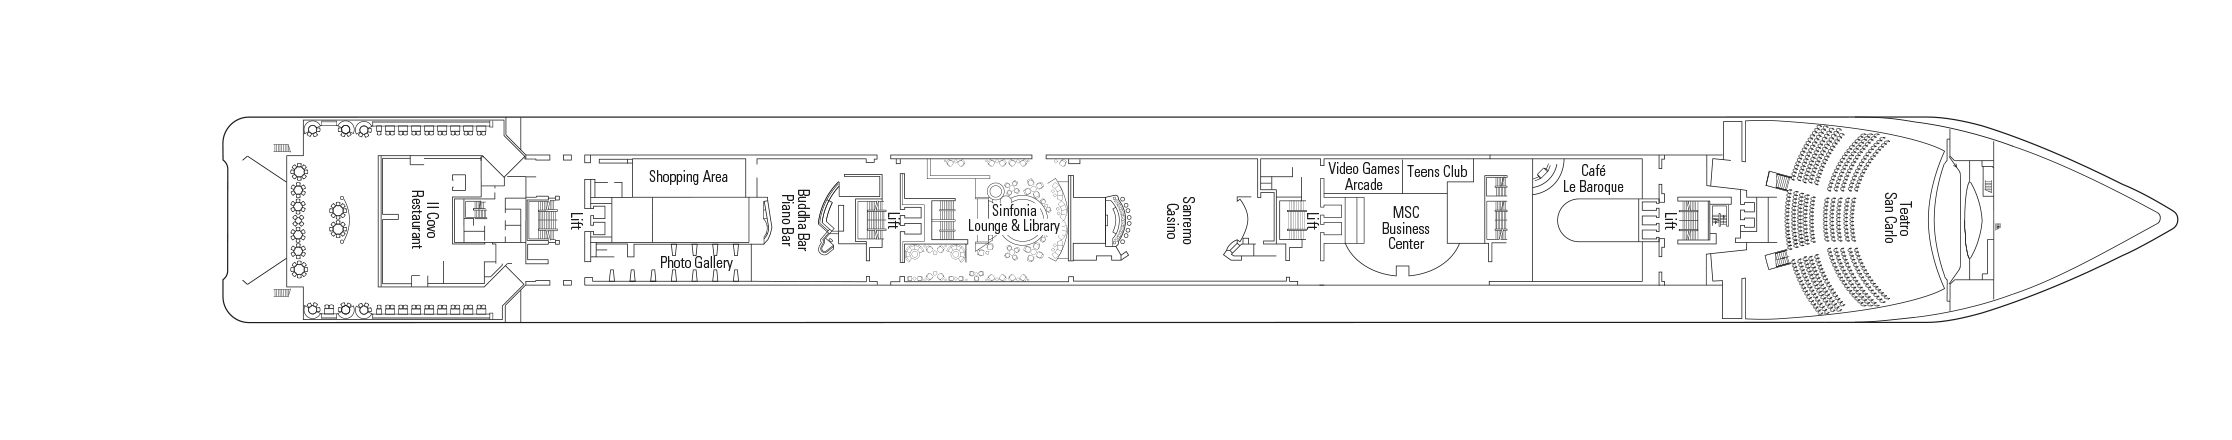 Il Covo
Restaurant
Lift
Shopping Area
Photo Gallery
Buddha Bar
Piano Bar
Lift
Sinfonia
Lounge & Library
Sanremo
Casino
Lift
Video Games
Arcade
Teens Club
MSC
Business
Center
Café
Le Baroque
Lift
Teatro
San Carlo